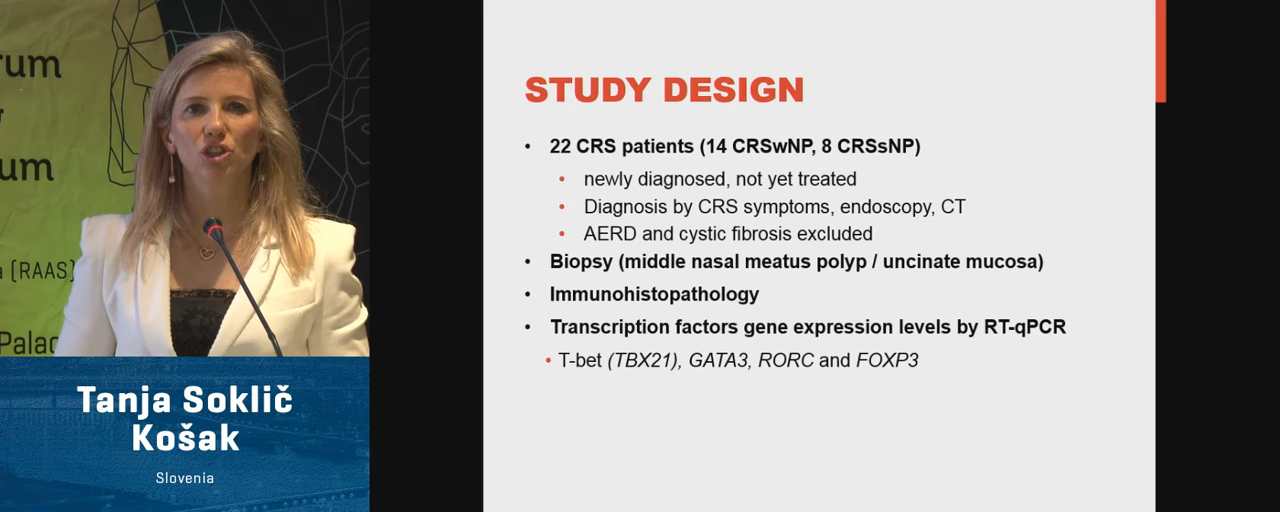 rum
um
a (RAAS)
Palac
Tanja Soklič
Košak
Slovenia
STUDY DESIGN
• 22 CRS patients (14 CRSwNP, 8 CRSsNP)
• newly diagnosed, not yet treated
• Diagnosis by CRS symptoms, endoscopy, CT
• AERD and cystic fibrosis excluded
• Biopsy (middle nasal meatus polyp / uncinate mucosa)
• Immunohistopathology
• Transcription factors gene expression levels by RT-qPCR
• T-bet (TBX21), GATA3, RORC and FOXP3